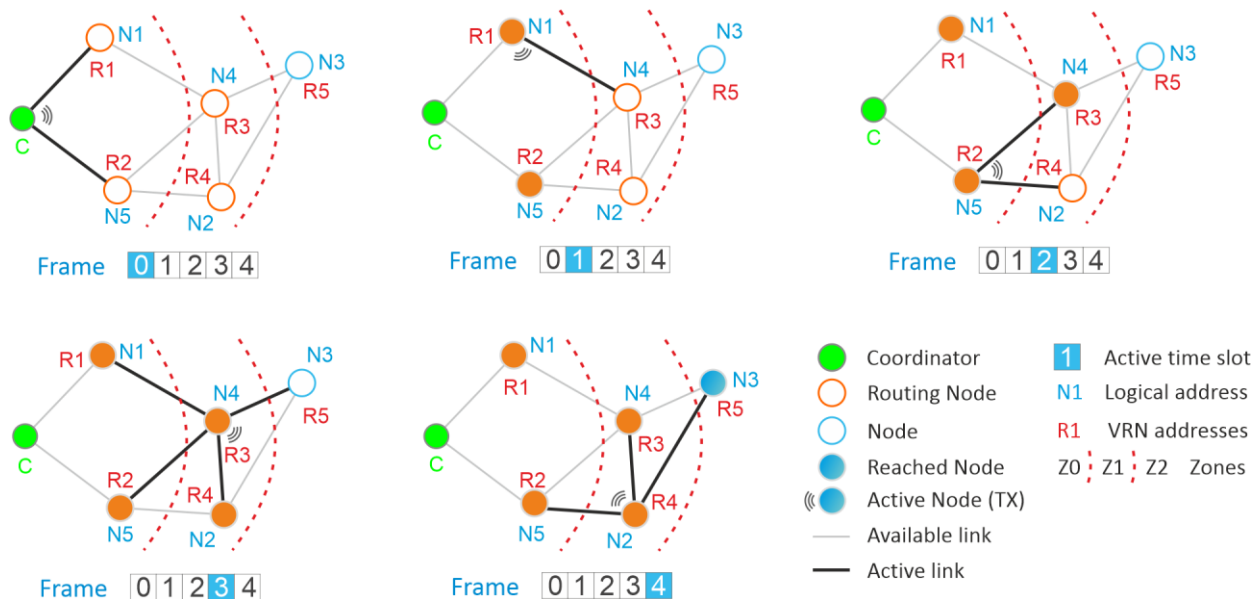 N1
R1
N4
N3
R5
R3
C
R2
R4
N5
N2
Frame 0 1 2 3 4
N1
R1
N3
N4
R5
R3
C
R2
R4
N5
N2
Frame 0 1 2 3 4
N1
R1
N4
N3
R5
R3
C
R2
R4
N5
N2
Frame 0 1 2 3 4
R1 N1
N3
N4
R5
C
R3
R2
R4
N5
N2
Frame 0 1 2 3 4
N1
R1
N3
N4
R5
R3
C
R2
R4
N5
N2
Frame 0 1 2 3 4
Coordinator
Routing Node
Node
Reached Node
Active Node (TX)
Available link
Active link
1 Active time slot
N1 Logical address
R1 VRN addresses
Z0 Z1 Z2 Zones